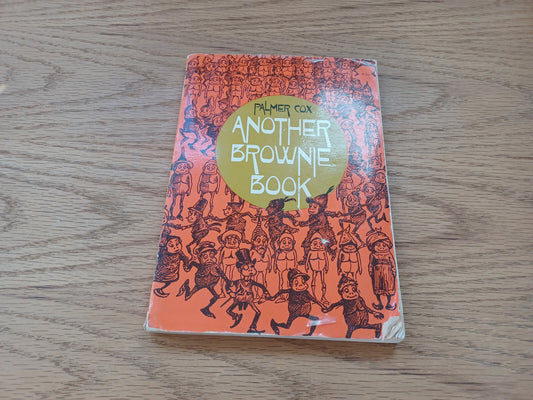 PALMER COX
ANOTHER
BROWNIE
BOOK